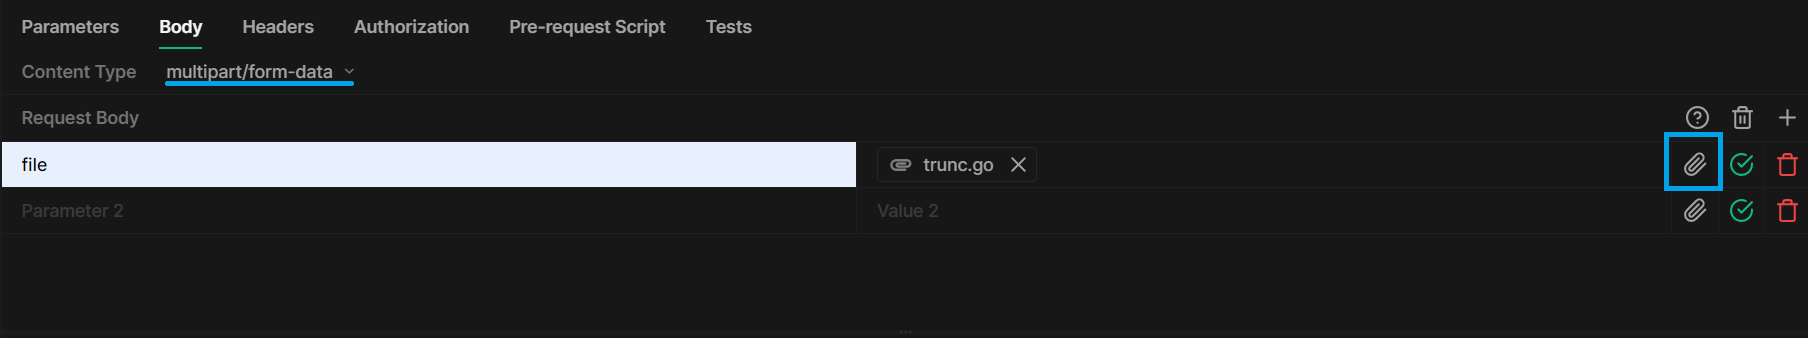 Parameters Body Headers Authorization Pre-request Script Tests
Content Type multipart/form-data
Request Body
file trunc.go
Parameter 2 Value 2